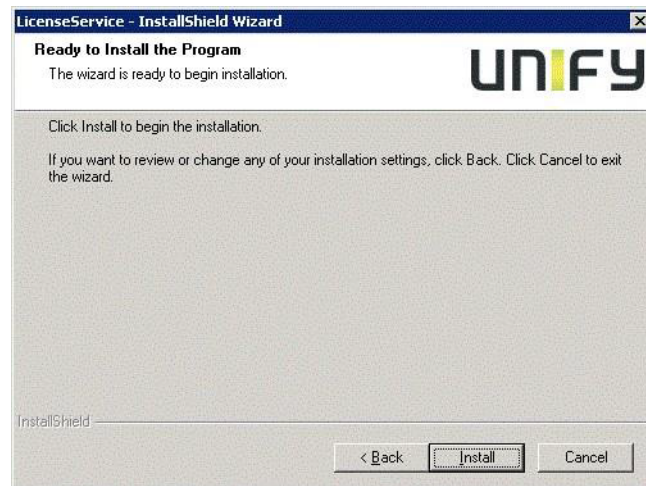 LicenseService - InstallShield Wizard
Ready to Install the Program
The wizard is ready to begin installation.
UNIFY
Click Install to begin the installation.
If you want to review or change any of your installation settings, click Back. Click Cancel to exit
the wizard.
InstallShield
< Back
Install
Cancel